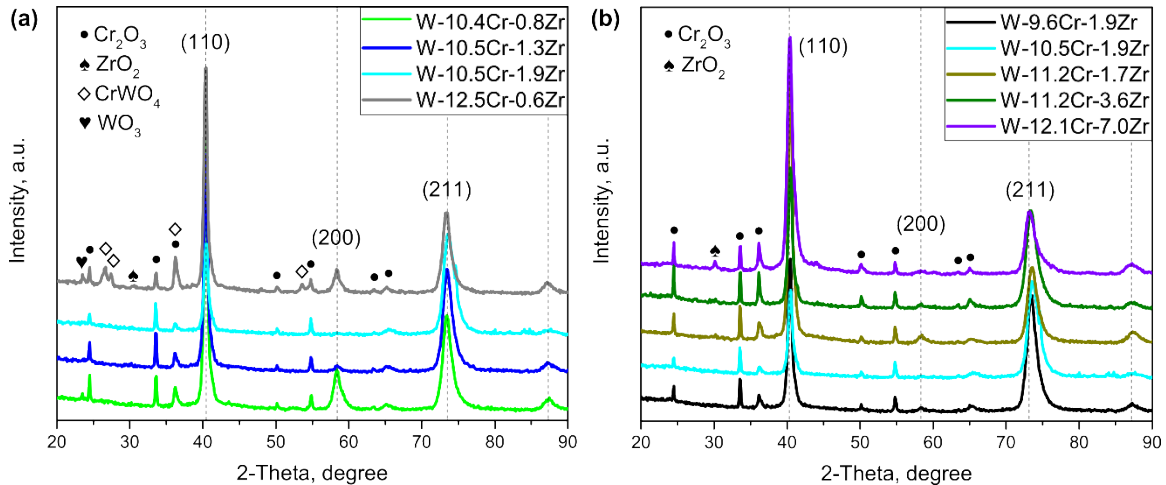 (a)
Cr₂O₃
ZrO₂
CrWO₄
WO₃
(110)
(200)
(211)
W-10.4Cr-0.8Zr
W-10.5Cr-1.3Zr
W-10.5Cr-1.9Zr
W-12.5Cr-0.6Zr
Intensity, a.u.
20 30 40 50 60 70 80 90
2-Theta, degree
(b)
Cr₂O₃
ZrO₂
(110)
(200)
(211)
W-9.6Cr-1.9Zr
W-10.5Cr-1.9Zr
W-11.2Cr-1.7Zr
W-11.2Cr-3.6Zr
W-12.1Cr-7.0Zr
Intensity, a.u.
20 30 40 50 60 70 80 90
2-Theta, degree